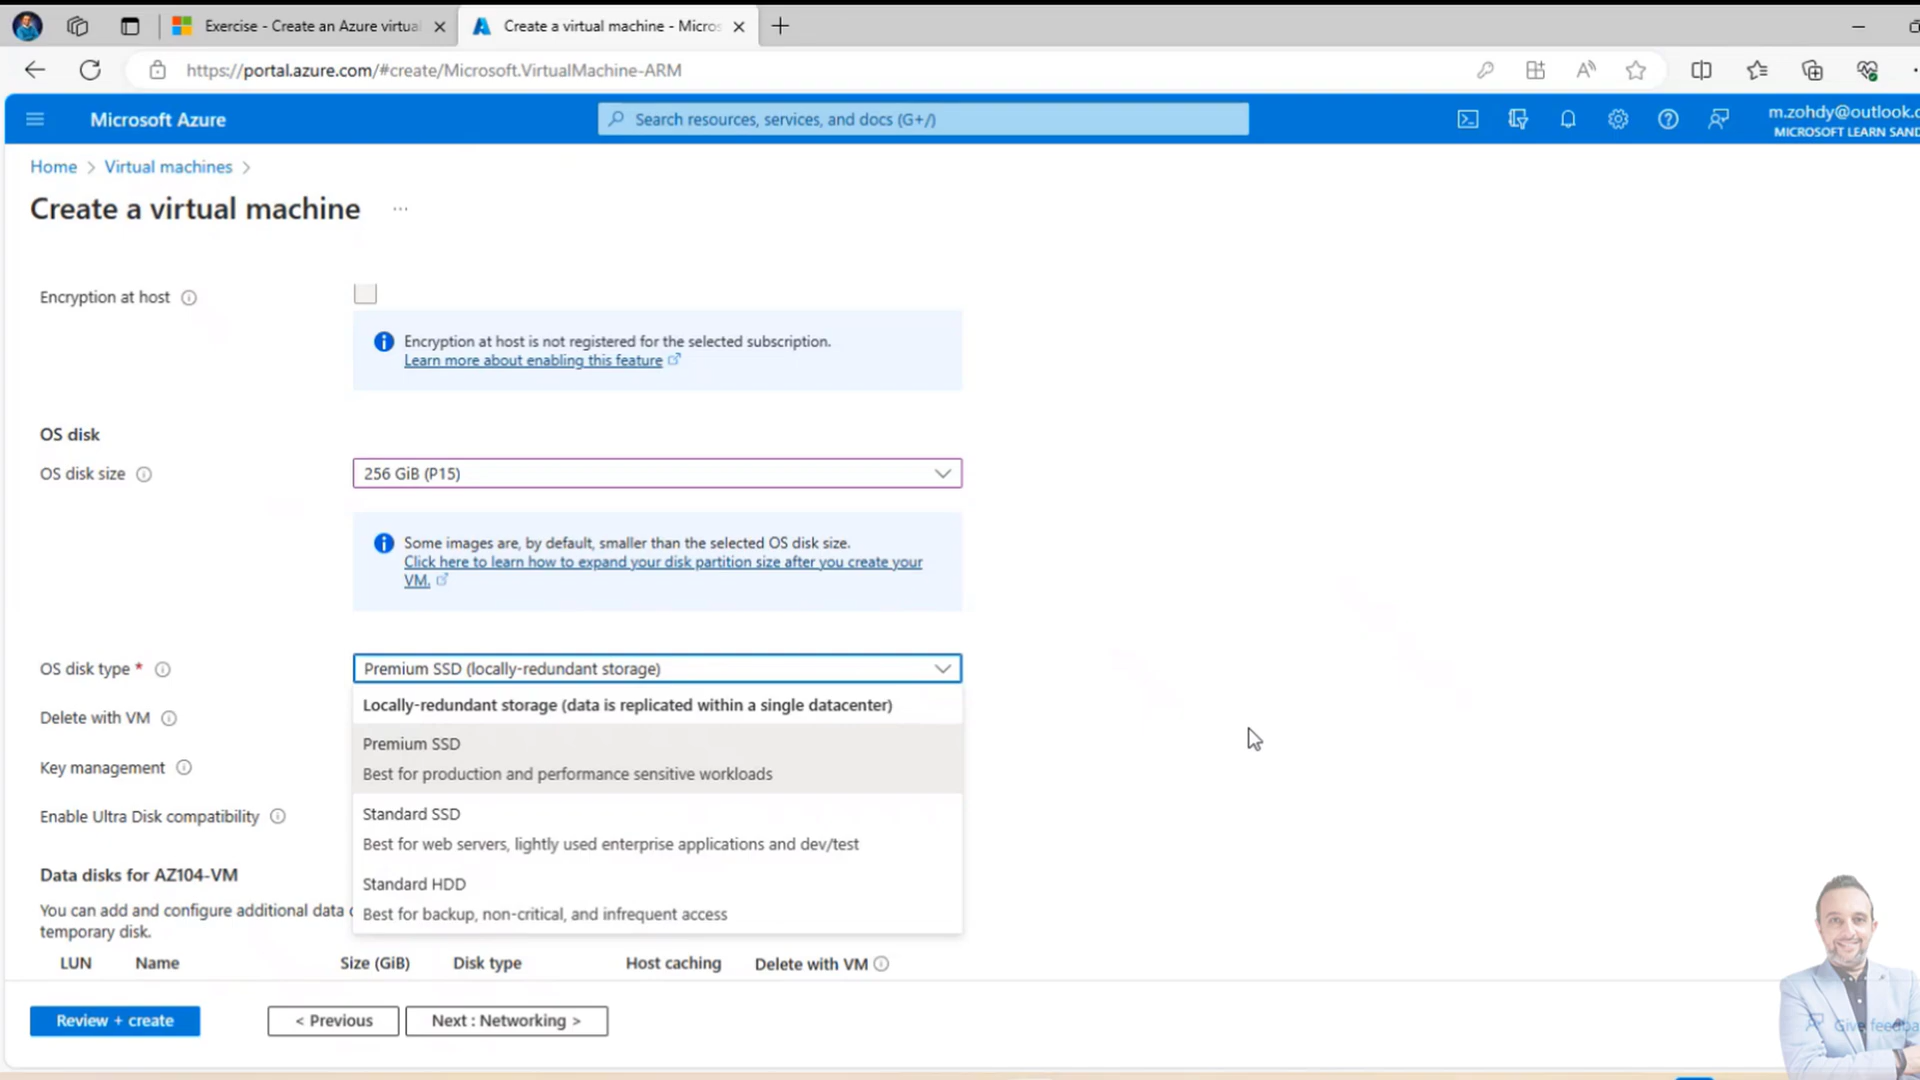 Exercise - Create an Azure virtual
Create a virtual machine - Micros
https://portal.azure.com/#create/Microsoft.VirtualMachine-ARM
Microsoft Azure
Search resources, services, and docs (G+/)
m.zohdy@outlook.c
MICROSOFT LEARN SAND
Home > Virtual machines >
Create a virtual machine ...
Encryption at host
Encryption at host is not registered for the selected subscription.
Learn more about enabling this feature
OS disk
OS disk size
256 GiB (P15)
Some images are, by default, smaller than the selected OS disk size.
Click here to learn how to expand your disk partition size after you create your
VM.
OS disk type *
Premium SSD (locally-redundant storage)
Locally-redundant storage (data is replicated within a single datacenter)
Delete with VM
Premium SSD
Best for production and performance sensitive workloads
Key management
Standard SSD
Enable Ultra Disk compatibility
Best for web servers, lightly used enterprise applications and dev/test
Data disks for AZ104-VM
Standard HDD
You can add and configure additional data
Best for backup, non-critical, and infrequent access
temporary disk.
LUN Name Size (GiB) Disk type Host caching Delete with VM
Review + create
< Previous
Next : Networking >
Give feedba